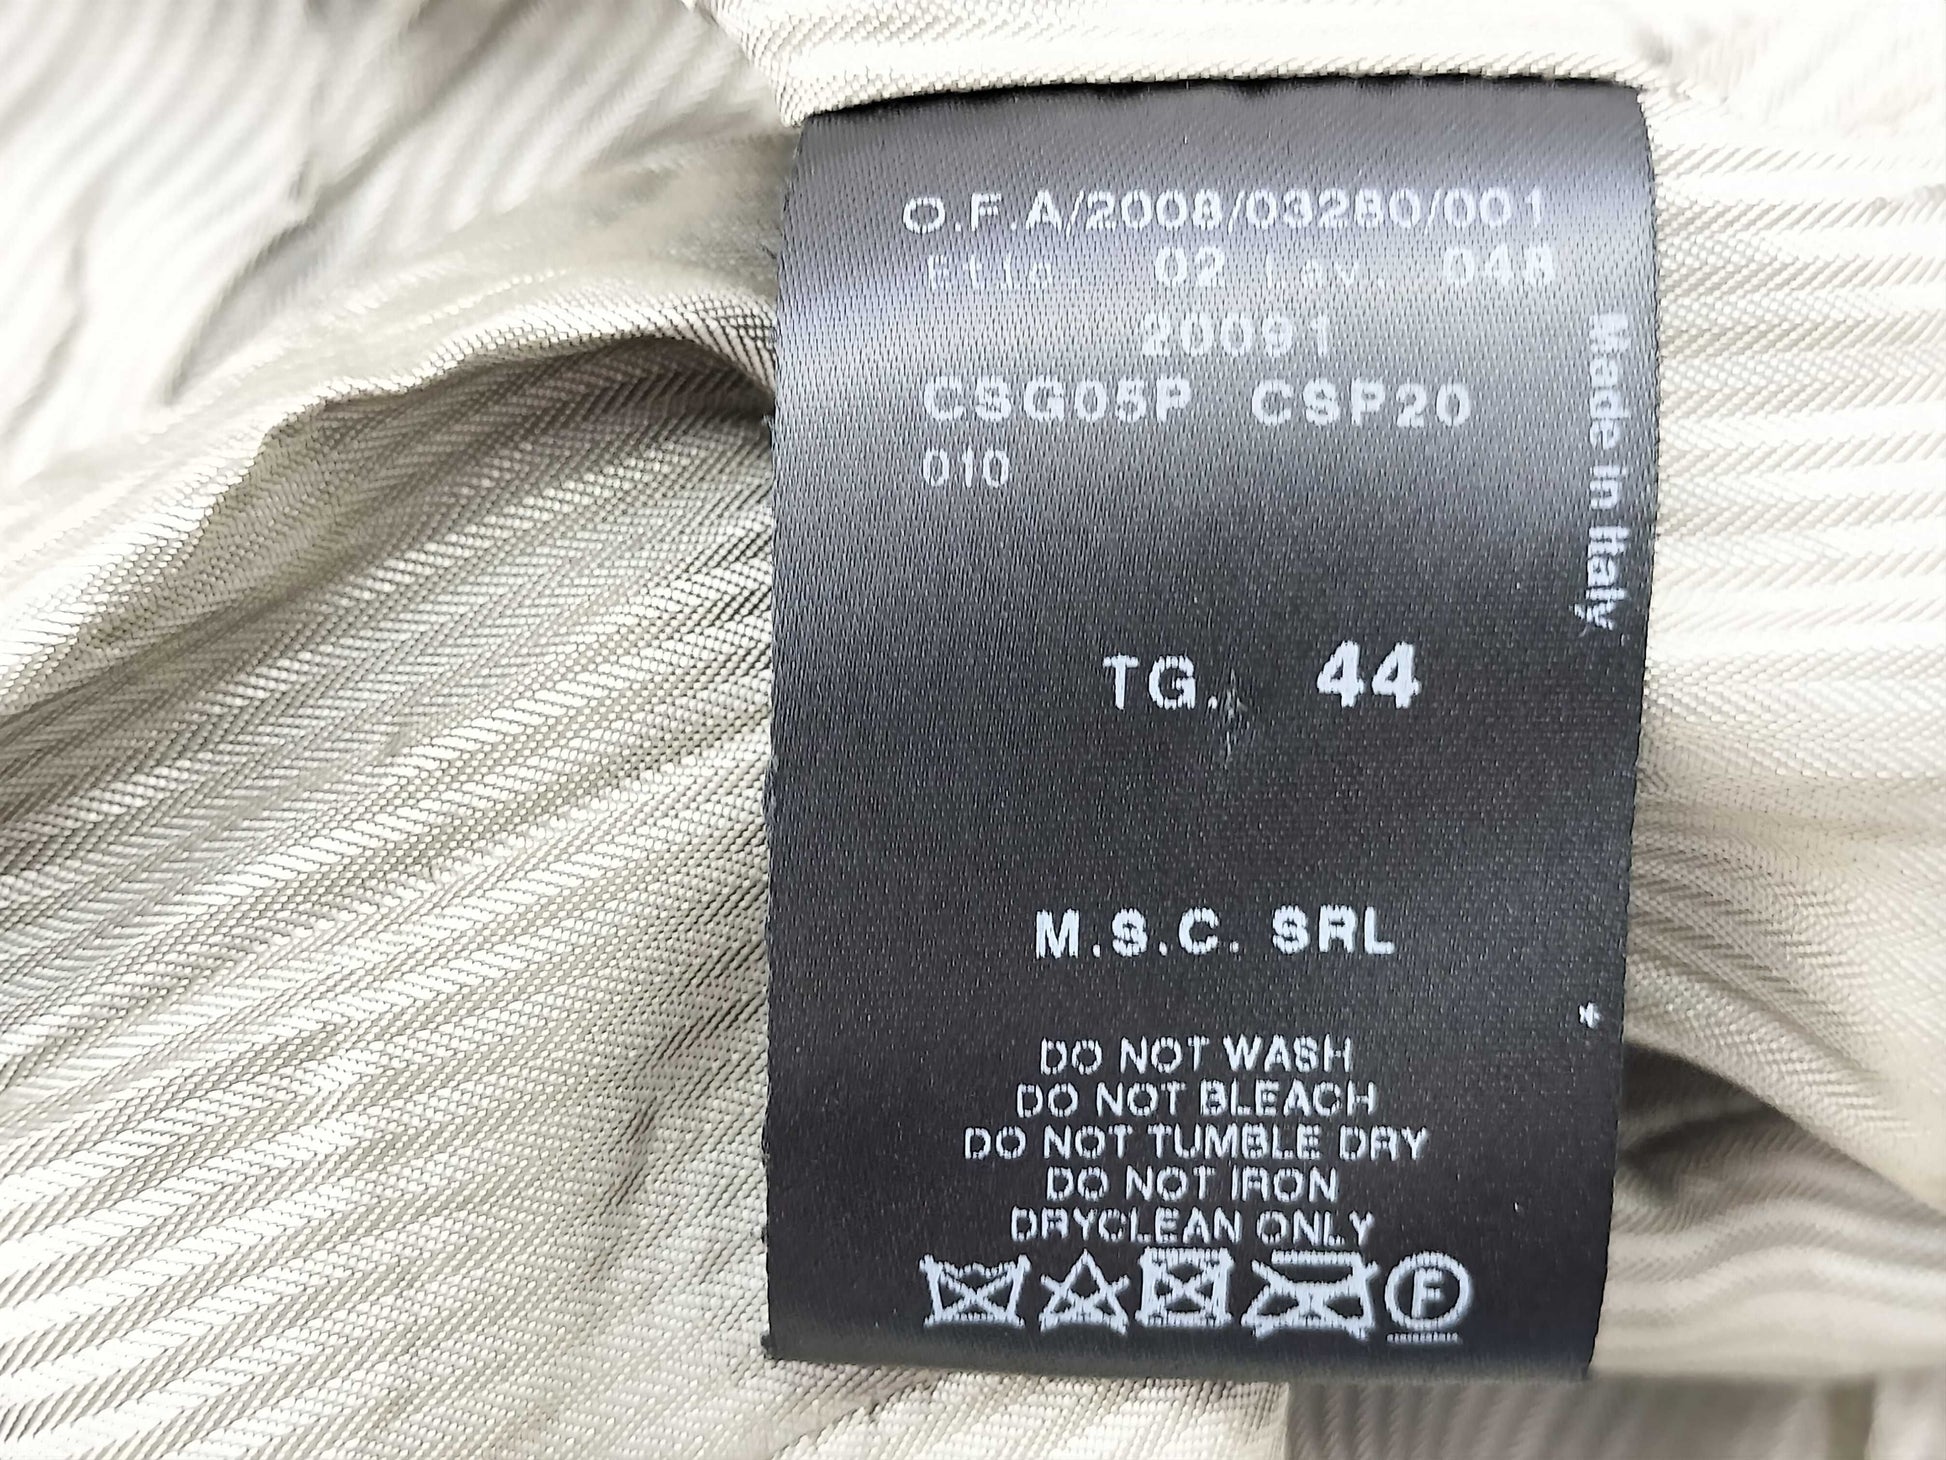 O.F.A/2008/03280/001
02 Lav. 048
20091
CSG05P CSP20
010
Made in Italy
TG. 44
M.S.C. SRL
*
DO NOT WASH
DO NOT BLEACH
DO NOT TUMBLE DRY
DO NOT IRON
DRYCLEAN ONLY
F